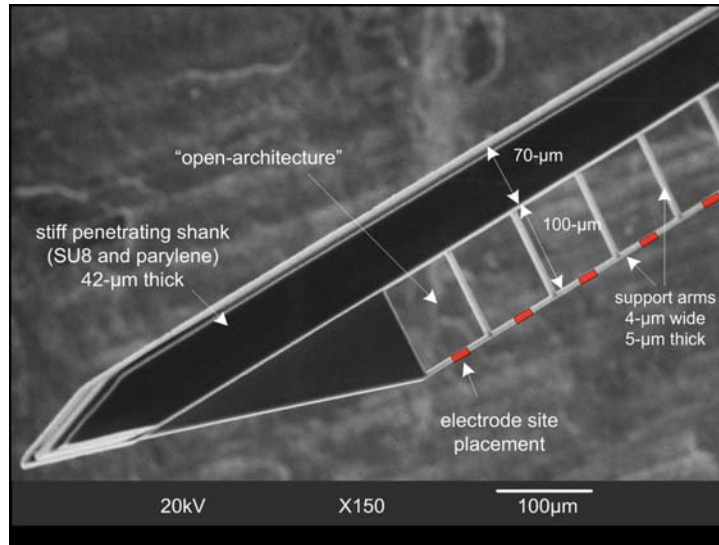 "open-architecture"
70-μm
stiff penetrating shank
(SU8 and parylene)
42-μm thick
100-μm
support arms
4-μm wide
5-μm thick
electrode site
placement
20kV
X150
100μm